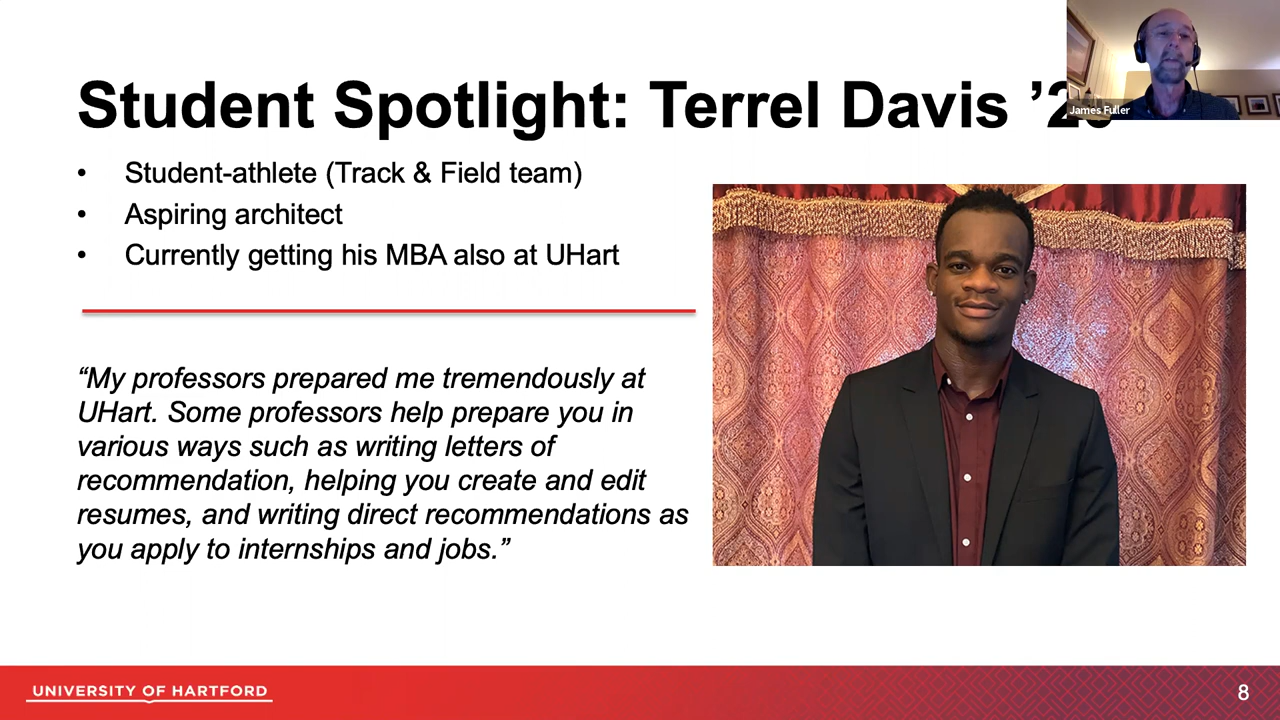 Student Spotlight: Terrel Davis ’2
James Fuller
• Student-athlete (Track & Field team)
• Aspiring architect
• Currently getting his MBA also at UHart
“My professors prepared me tremendously at
UHart. Some professors help prepare you in
various ways such as writing letters of
recommendation, helping you create and edit
resumes, and writing direct recommendations as
you apply to internships and jobs.”
UNIVERSITY OF HARTFORD
8